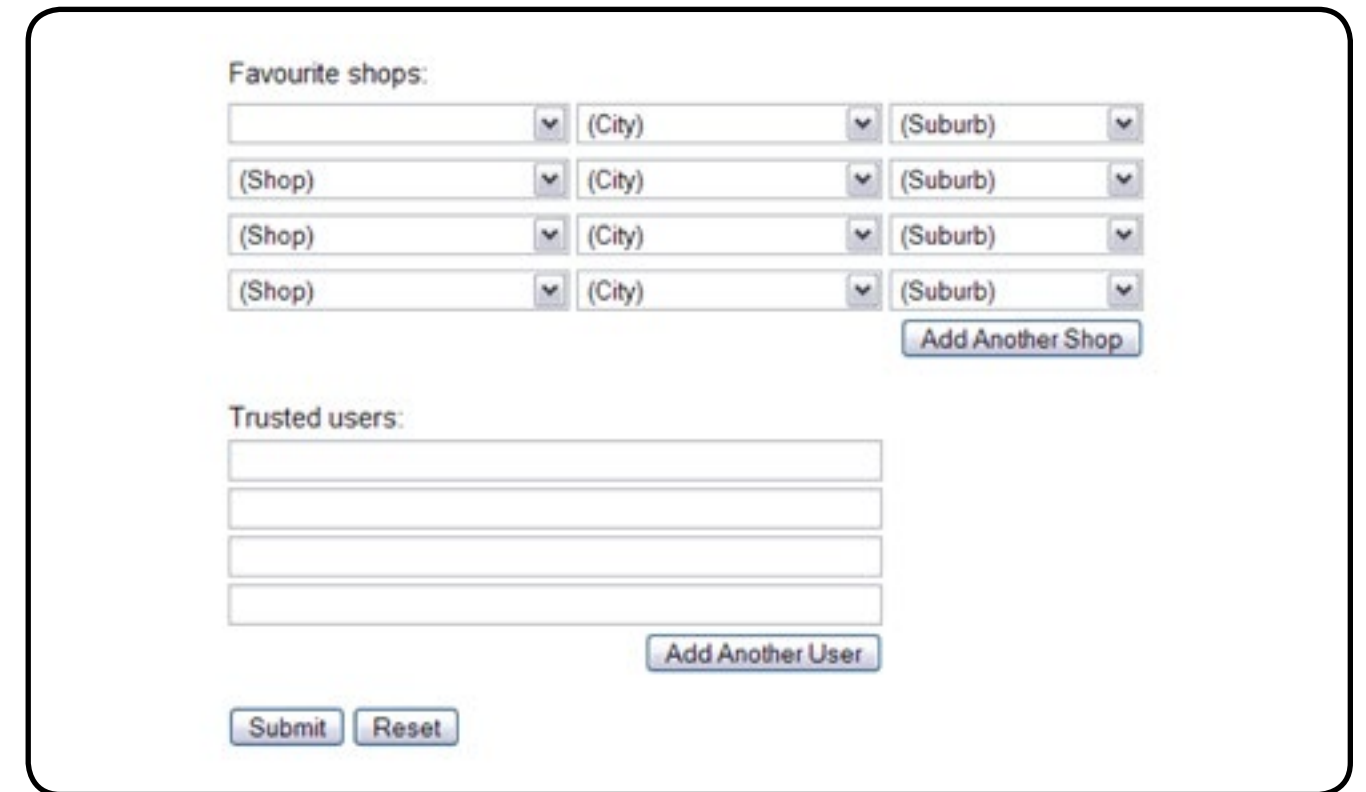 Favourite shops:
(City) (Suburb)
(Shop) (City) (Suburb)
(Shop) (City) (Suburb)
(Shop) (City) (Suburb)
Add Another Shop
Trusted users:
Add Another User
Submit Reset